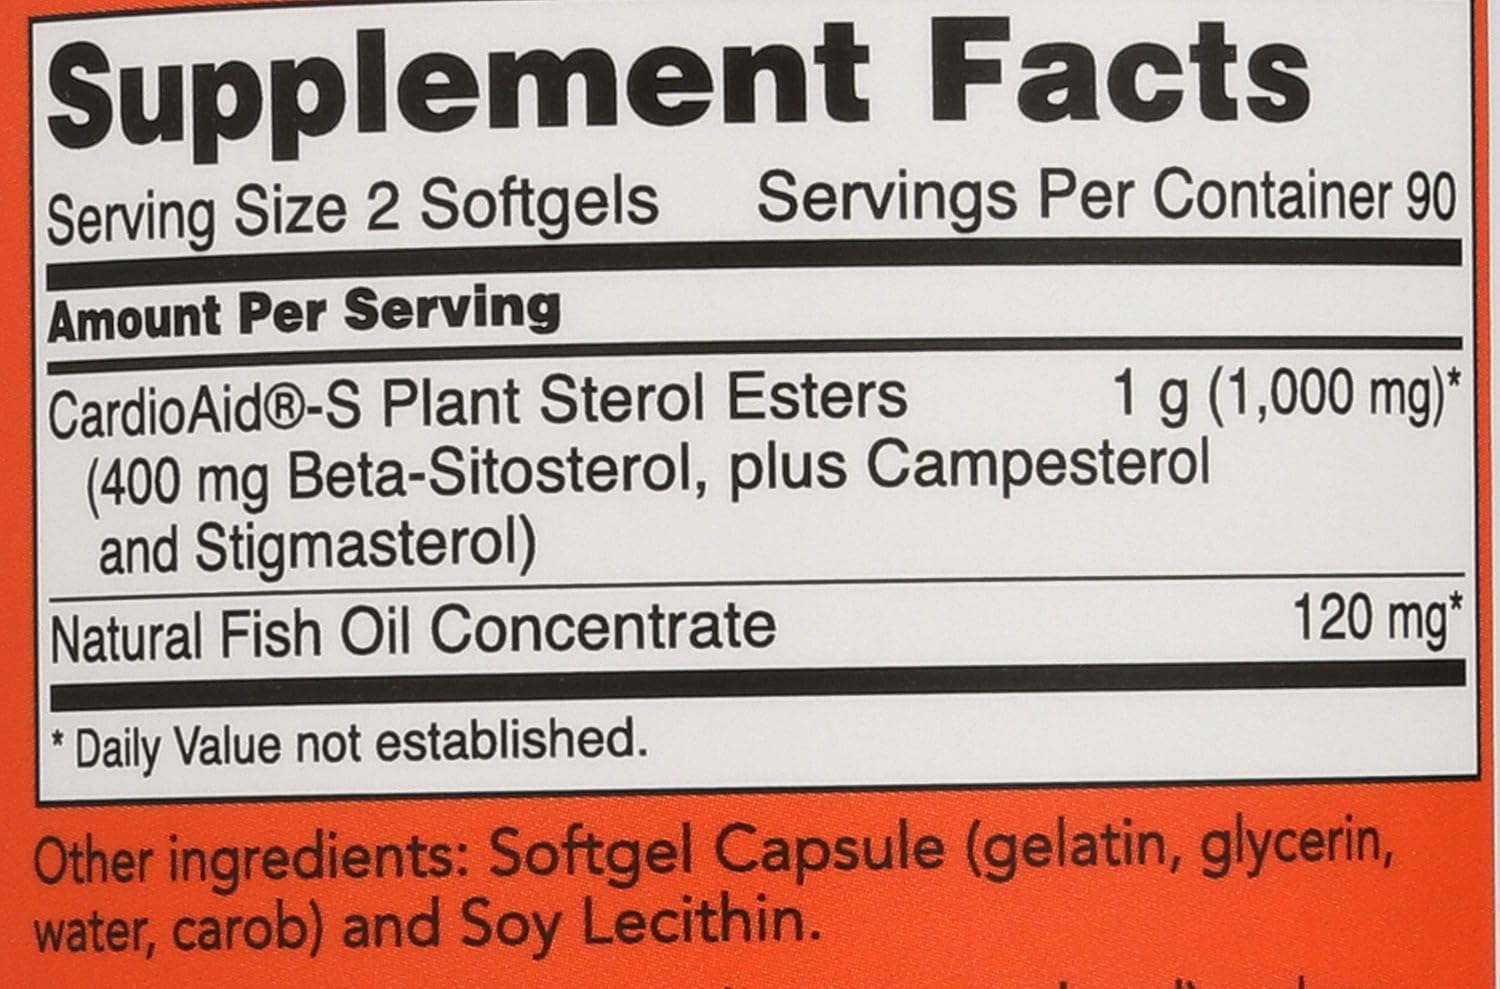 Supplement Facts
Serving Size 2 Softgels Servings Per Container 90
Amount Per Serving
CardioAid®-S Plant Sterol Esters 1 g (1,000 mg)*
(400 mg Beta-Sitosterol, plus Campesterol
and Stigmasterol)
Natural Fish Oil Concentrate 120 mg*
* Daily Value not established.
Other ingredients: Softgel Capsule (gelatin, glycerin,
water, carob) and Soy Lecithin.